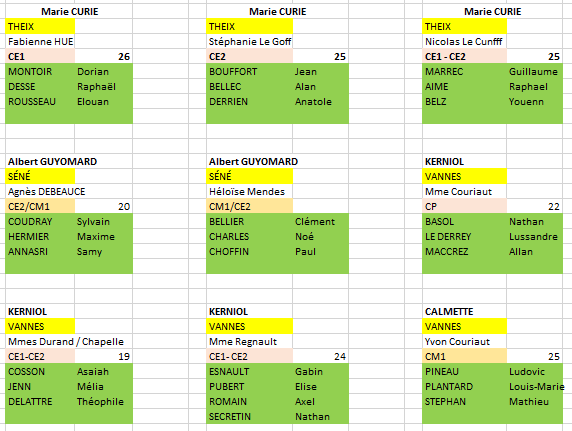 Marie CURIE
THEIX
Fabienne HUE
CE1 26
MONTOIR Dorian
DESSE Raphaël
ROUSSEAU Elouan
Marie CURIE
THEIX
Stéphanie Le Goff
CE2 25
BOUFFORT Jean
BELLEC Alan
DERRIEN Anatole
Marie CURIE
THEIX
Nicolas Le Cunfff
CE1 - CE2 25
MARREC Guillaume
AIME Raphael
BELZ Youenn
Albert GUYOMARD
SÉNÉ
Agnès DEBEAUCE
CE2/CM1 20
COUDRAY Sylvain
HERMIER Maxime
ANNASRI Samy
Albert GUYOMARD
SÉNÉ
Héloïse Mendes
CM1/CE2
BELLIER Clément
CHARLES Noé
CHOFFIN Paul
KERNIOL
VANNES
Mme Couriaut
CP 22
BASOL Nathan
LE DERREY Lussandre
MACCREZ Allan
KERNIOL
VANNES
Mmes Durand / Chapelle
CE1-CE2 19
COSSON Asaiah
JENN Mélia
DELATTRE Théophile
KERNIOL
VANNES
Mme Regnault
CE1- CE2 24
ESNAULT Gabin
PUBERT Elise
ROMAIN Axel
SECRETIN Nathan
CALMETTE
VANNES
Yvon Couriaut
CM1 25
PINEAU Ludovic
PLANTARD Louis-Marie
STEPHAN Mathieu